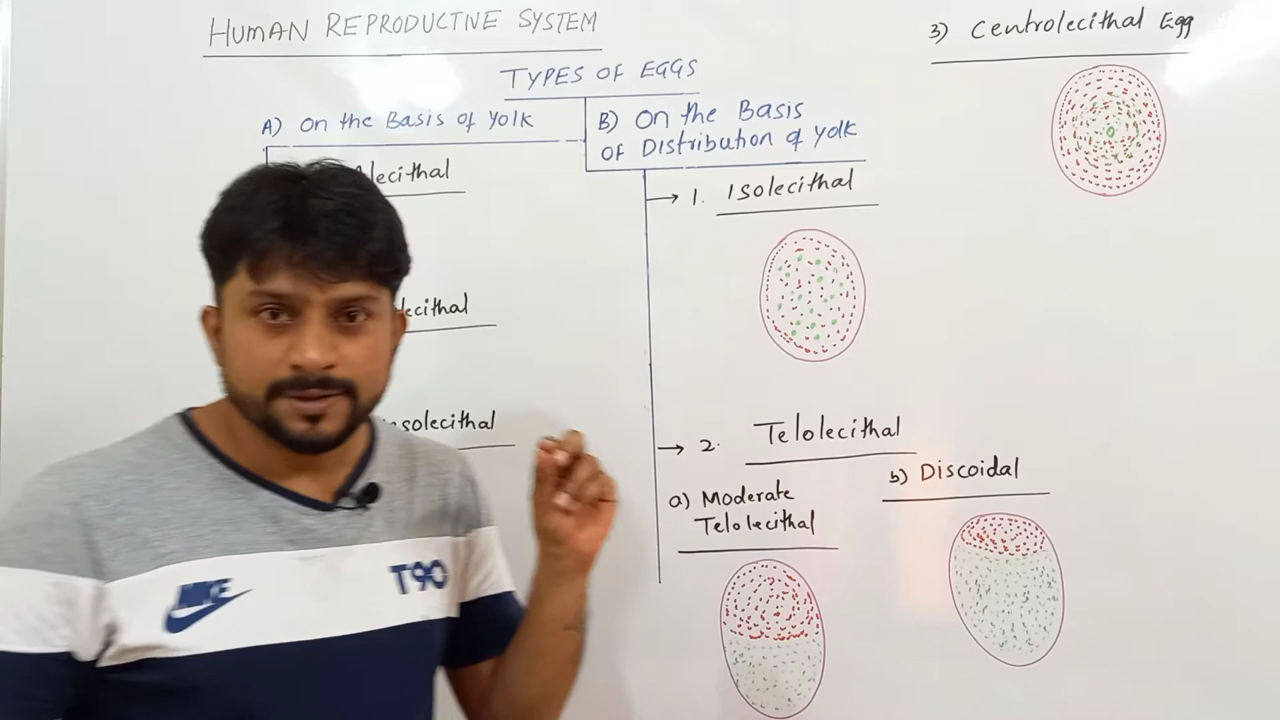 HUMAN REPRODUCTIVE SYSTEM
TYPES OF EGGS
A) On the Basis of Yolk
lecithal
lecithal
solecithal
B) On the Basis
OF Distribution of Yolk
1. Isolecithal
2. Telolecithal
a) Moderate
Telolecithal
b) Discoidal
3) Centrolecithal Egg
NIKE
T90